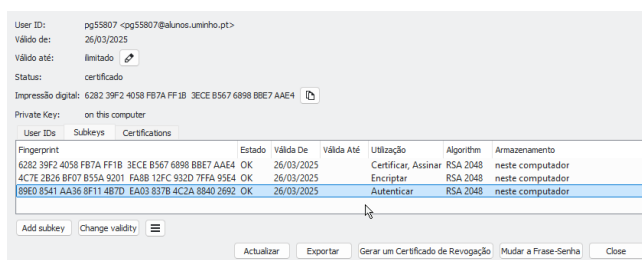 User ID: pg55807 <pg55807@alunos.uminho.pt>
Válido de: 26/03/2025
Válido até: ilimitado
Status: certificado
Impressão digital: 6282 39F2 4058 FB7A FF1B 3ECE B567 6898 BBE7 AAE4
Private Key: on this computer
User IDs Subkeys Certifications
Fingerprint Estado Válida De Válida Até Utilização Algorithm Armazenamento
6282 39F2 4058 FB7A FF1B 3ECE B567 6898 BBE7 AAE4 OK 26/03/2025 Certificar, Assinar RSA 2048 neste computador
4C7E 2B26 BF07 B55A 9201 FA8B 12FC 932D 7FFA 95E4 OK 26/03/2025 Encriptar RSA 2048 neste computador
89E0 8541 AA36 8F11 4B7D EA03 837B 4C2A 8840 2692 OK 26/03/2025 Autenticar RSA 2048 neste computador
Add subkey Change validity
Actualizar Exportar Gerar um Certificado de Revogação Mudar a Frase-Senha Close